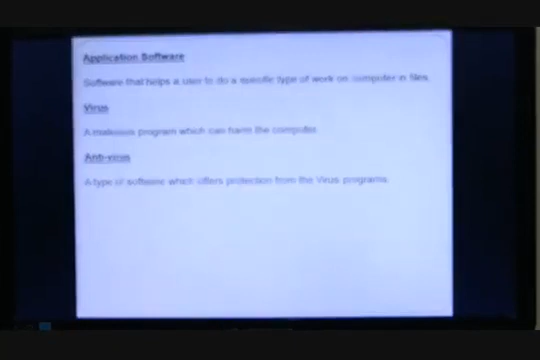 Application Software
Software that helps a user to do a specific type of work on computer in files.
Virus
A malicious program which can harm the computer.
Anti-virus
A type of software which offers protection from the Virus programs.